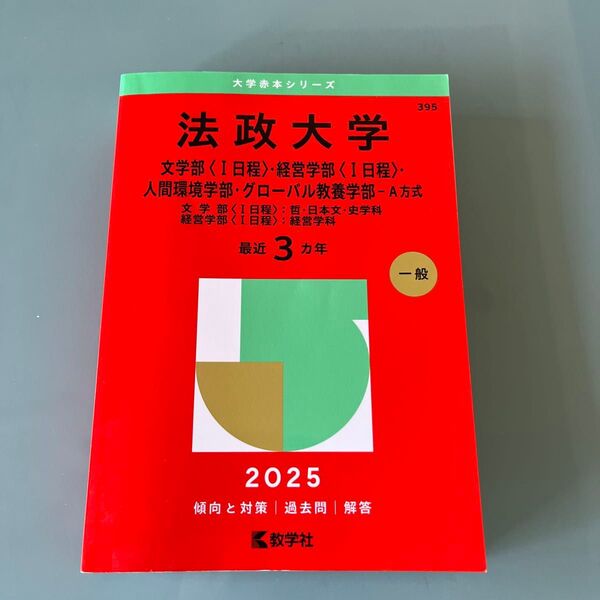 大学赤本シリーズ
395
法政大学
文学部〈Ⅰ日程〉・経営学部〈Ⅰ日程〉・
人間環境学部・グローバル教養学部－A方式
文学部〈Ⅰ日程〉：哲・日本文・史学科
経営学部〈Ⅰ日程〉：経営学科
最近3カ年
一般
2025
傾向と対策｜過去問｜解答
教学社